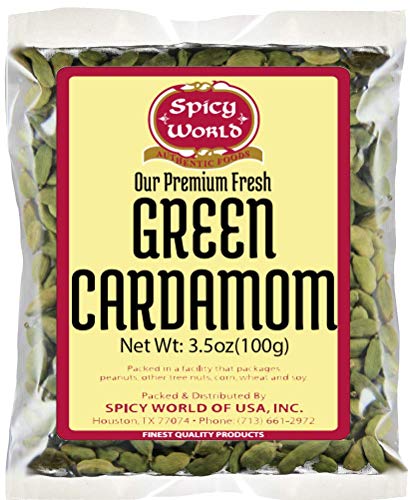 Spicy
World
AUTHENTIC FOODS
Our Premium Fresh
GREEN
CARDAMOM
Net Wt: 3.5oz(100g)
Packed in a facility that packages
peanuts, other tree nuts, corn, wheat and soy
Packed & Distributed By
SPICY WORLD OF USA, INC.
Houston, TX 77074 • Phone: (713) 661-2972
FINEST QUALITY PRODUCTS